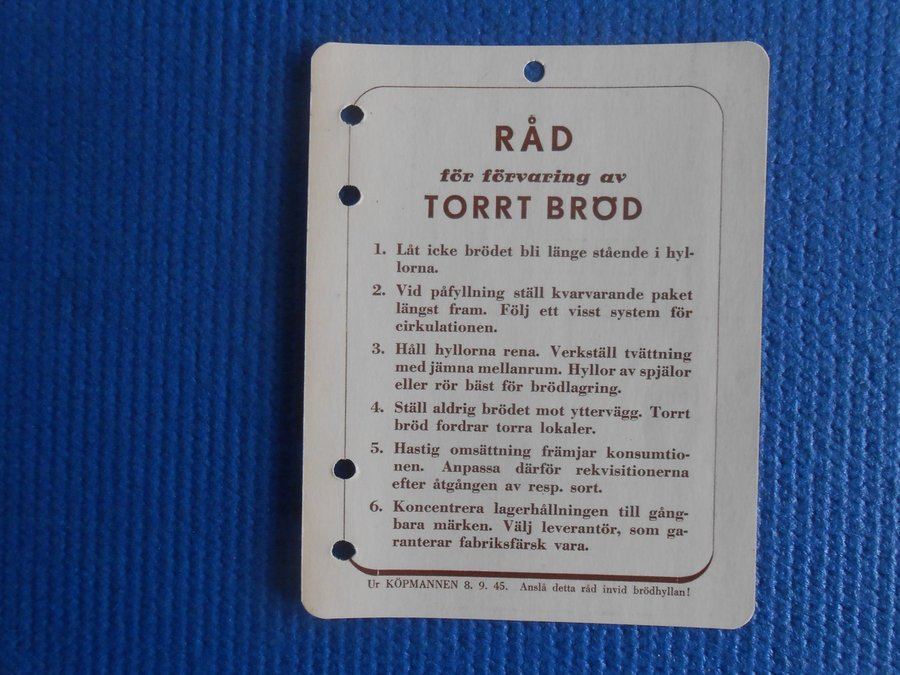 RÅD
för förvaring av
TORRT BRÖD
1. Låt icke brödet bli länge stående i hyl-
lorna.
2. Vid påfyllning ställ kvarvarande paket
längst fram. Följ ett visst system för
cirkulationen.
3. Håll hyllorna rena. Verkställ tvättning
med jämna mellanrum. Hyllor av spjälor
eller rör bäst för brödlagring.
4. Ställ aldrig brödet mot yttervägg. Torrt
bröd fordrar torra lokaler.
5. Hastig omsättning främjar konsumtio-
nen. Anpassa därför rekvisitionerna
efter åtgången av resp. sort.
6. Koncentrera lagerhållningen till gång-
bara märken. Välj leverantör, som ga-
ranterar fabriksfärsk vara.
Ur KÖPMANNEN 8. 9. 45. Anslå detta råd invid brödhyllan!